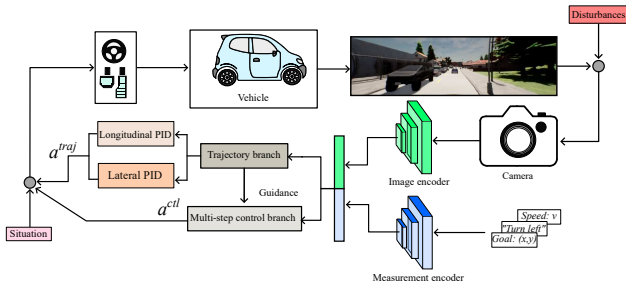 Disturbances
Vehicle
Longitudinal PID
a^{traj}
Trajectory branch
Lateral PID
Image encoder
Camera
Guidance
a^{ctl}
Multi-step control branch
Speed: v
"Turn left"
Goal: (x,y)
Situation
Measurement encoder